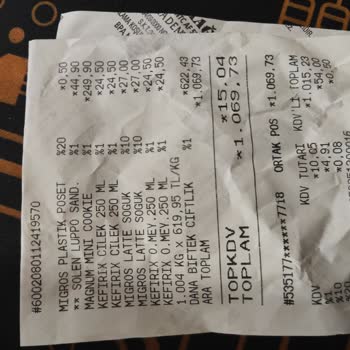 #6002080112419570
MIGROS PLASTIK POSET %20 *0,50
** SOLEN LUPPO SAND. %1 *44,90
MAGNUM MINI COOKIE %1 *249,90
KEFIRIX CILEK 250 ML %1 *24,50
KEFIRIX CILEK 250 ML %1 *24,50
MIGROS LATTE SOGUK %10 *27,00
MIGROS LATTE SOGUK %10 *27,00
KEFIRIX O.MEY.250 ML %1 *24,50
KEFIRIX O.MEY.250 ML %1 *24,50
1.004 KG x 619,95 TL/KG
DANA BIFTEK CIFTLIK %1 *622,43
ARA TOPLAM *1.069,73
TOPKDV *15,04
TOPLAM *1.069,73
#535177******7718 ORTAK POS *1.069,73
KDV KDV TUTARI KDV'LI TOPLAM
%1 *10,05 *1.015,23
%10 *4,91 *54,00
%20 *0,08 *0,50